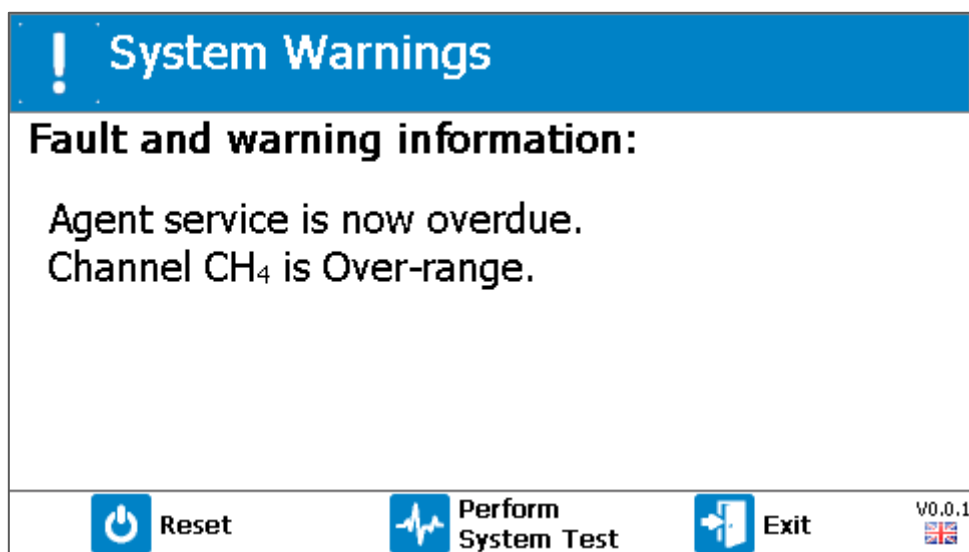 System Warnings
Fault and warning information:
Agent service is now overdue.
Channel CH₄ is Over-range.
Reset
Perform
System Test
Exit
V0.0.1